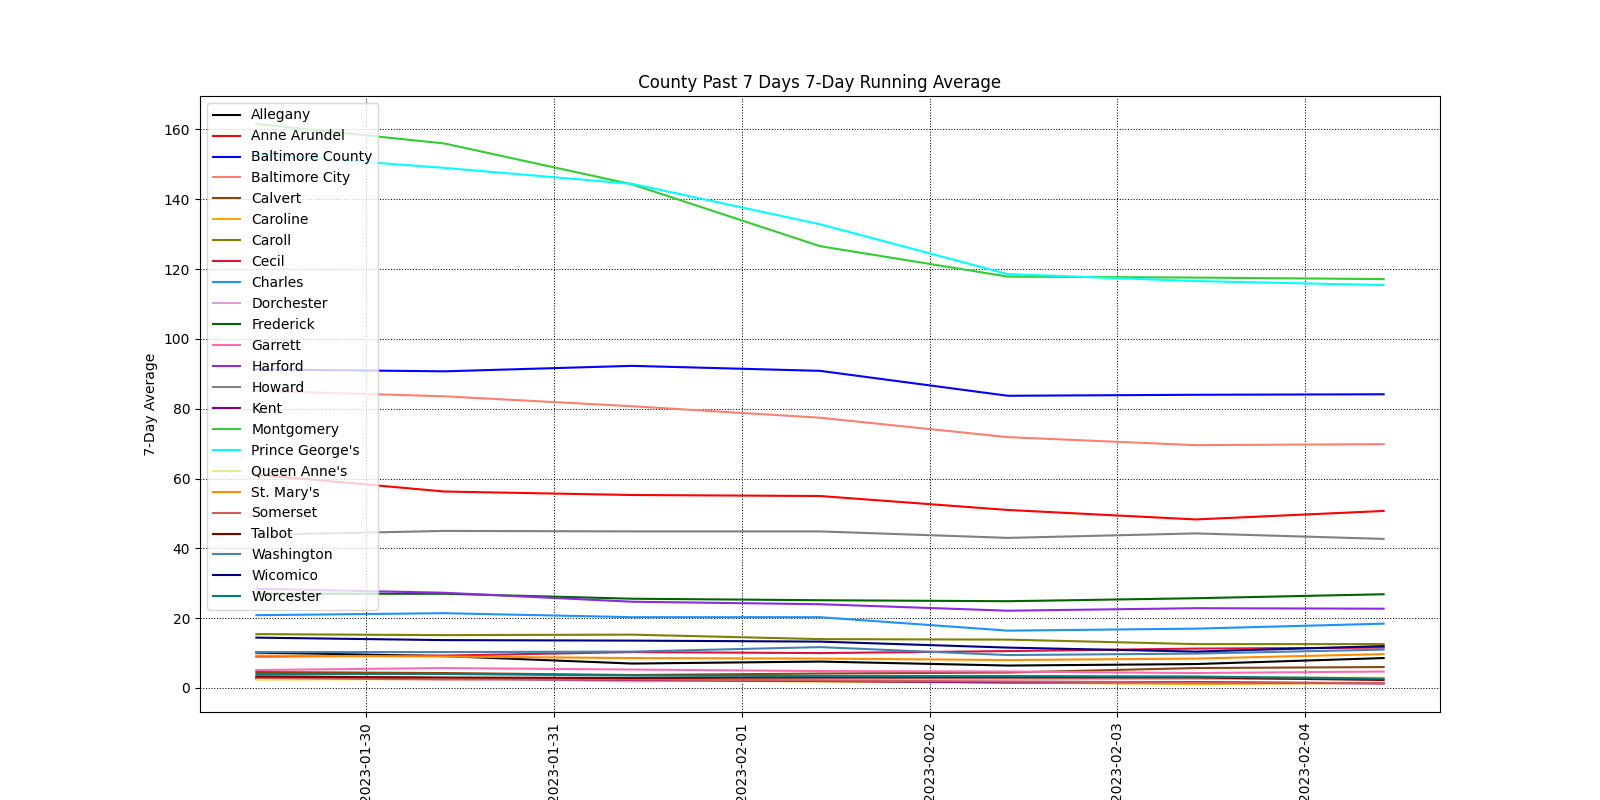 County Past 7 Days 7-Day Running Average
Allegany
Anne Arundel
Baltimore County
Baltimore City
Calvert
Caroline
Caroll
Cecil
Charles
Dorchester
Frederick
Garrett
Harford
Howard
Kent
Montgomery
Prince George's
Queen Anne's
St. Mary's
Somerset
Talbot
Washington
Wicomico
Worcester
7-Day Average
160
140
120
100
80
60
40
20
0
2023-01-30
2023-01-31
2023-02-01
2023-02-02
2023-02-03
2023-02-04